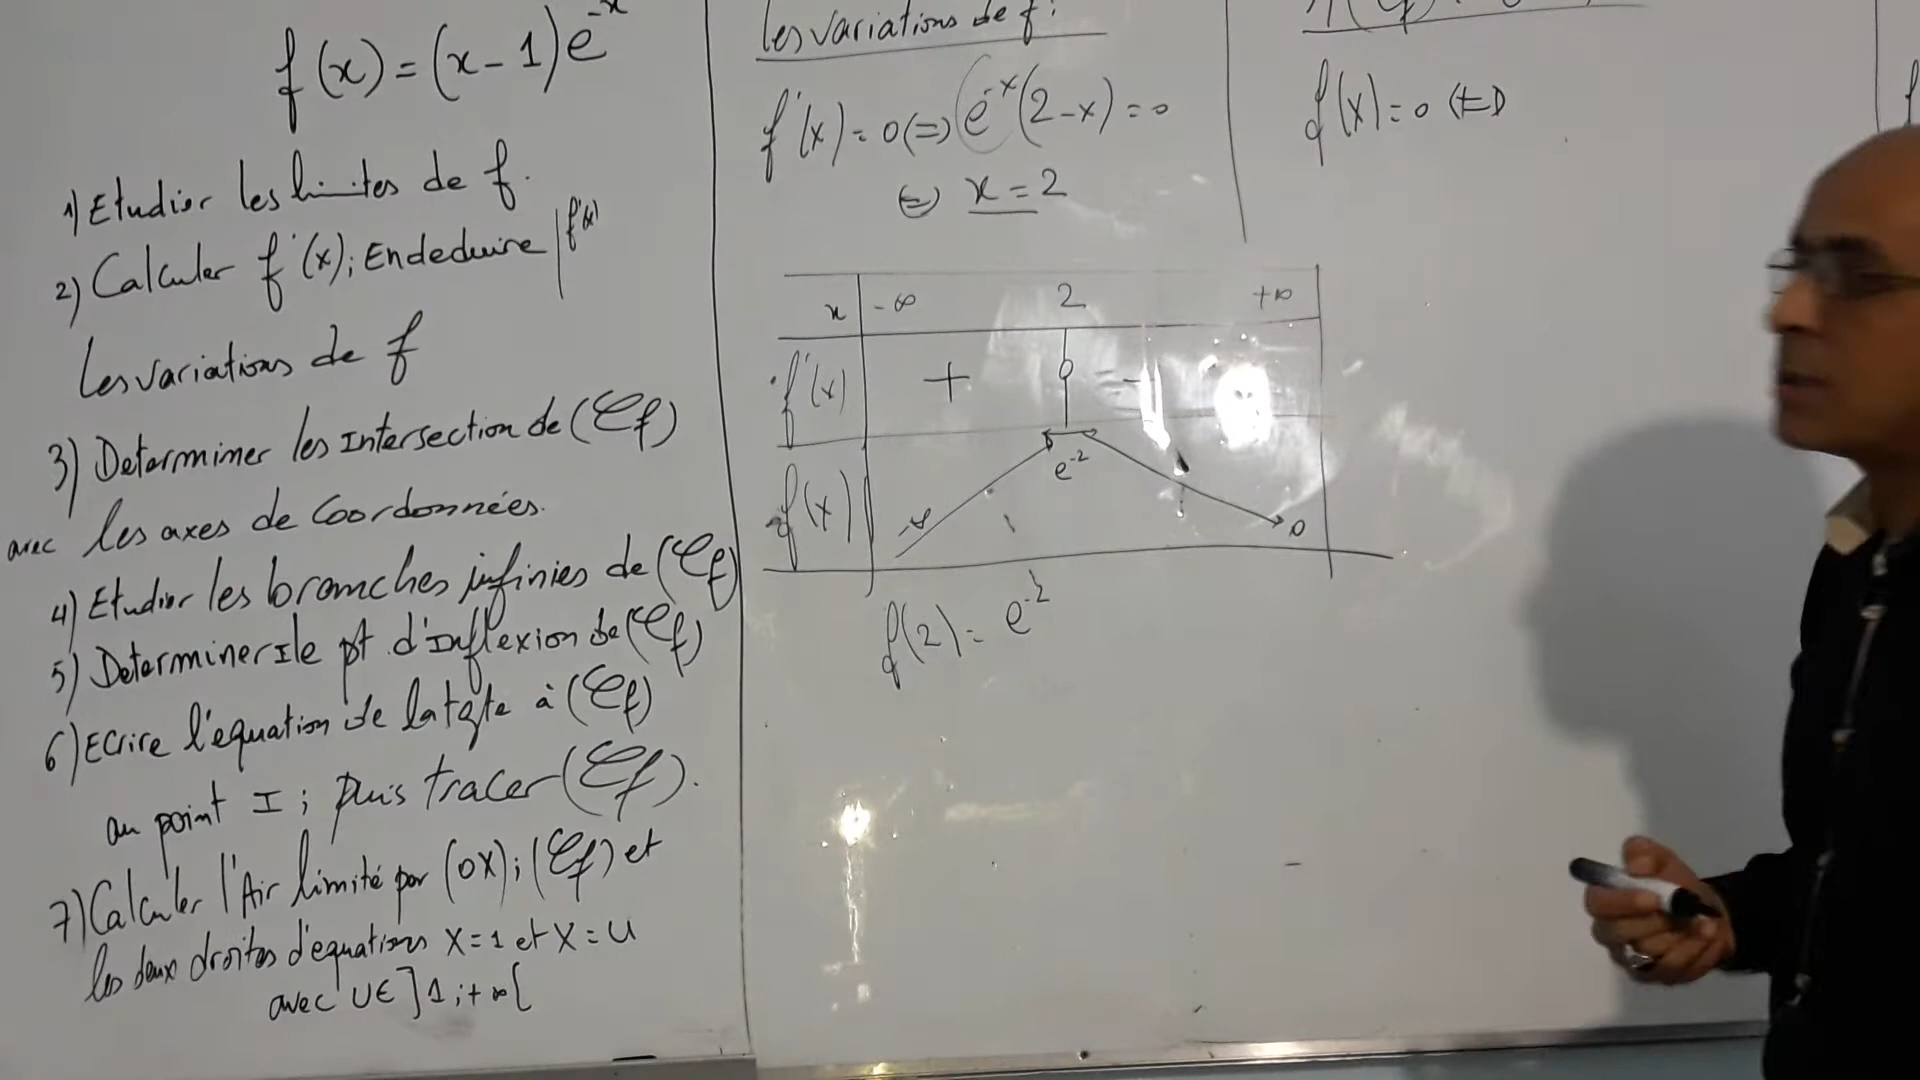 f(x) = (x-1)e^-x
1) Etudier les limites de f.
2) Calculer f'(x); En deduire | f'(x)
les variations de f
3) Determiner les Intersection de (Cf)
avec les axes de Coordonnées.
4) Etudier les branches infinies de (Cf)
5) Determiner I le pt d'Inflexion de (Cf)
6) Ecrire l'équation de la tgte à (Cf)
au point I ; puis tracer (Cf).
7) Calculer l'Air limité par (OX); (Cf) et
les deux droites d'équations X=1 et X=U
avec U∈]1;+∞[
les variations de f:
f'(x)=0 (=) e^-x(2-x)=0
(=) x=2
x -∞ 2 +∞
f'(x) + 0 -
f(x) -∞ e^-2 0
f(2)= e^-2
f(x)=0 (=)